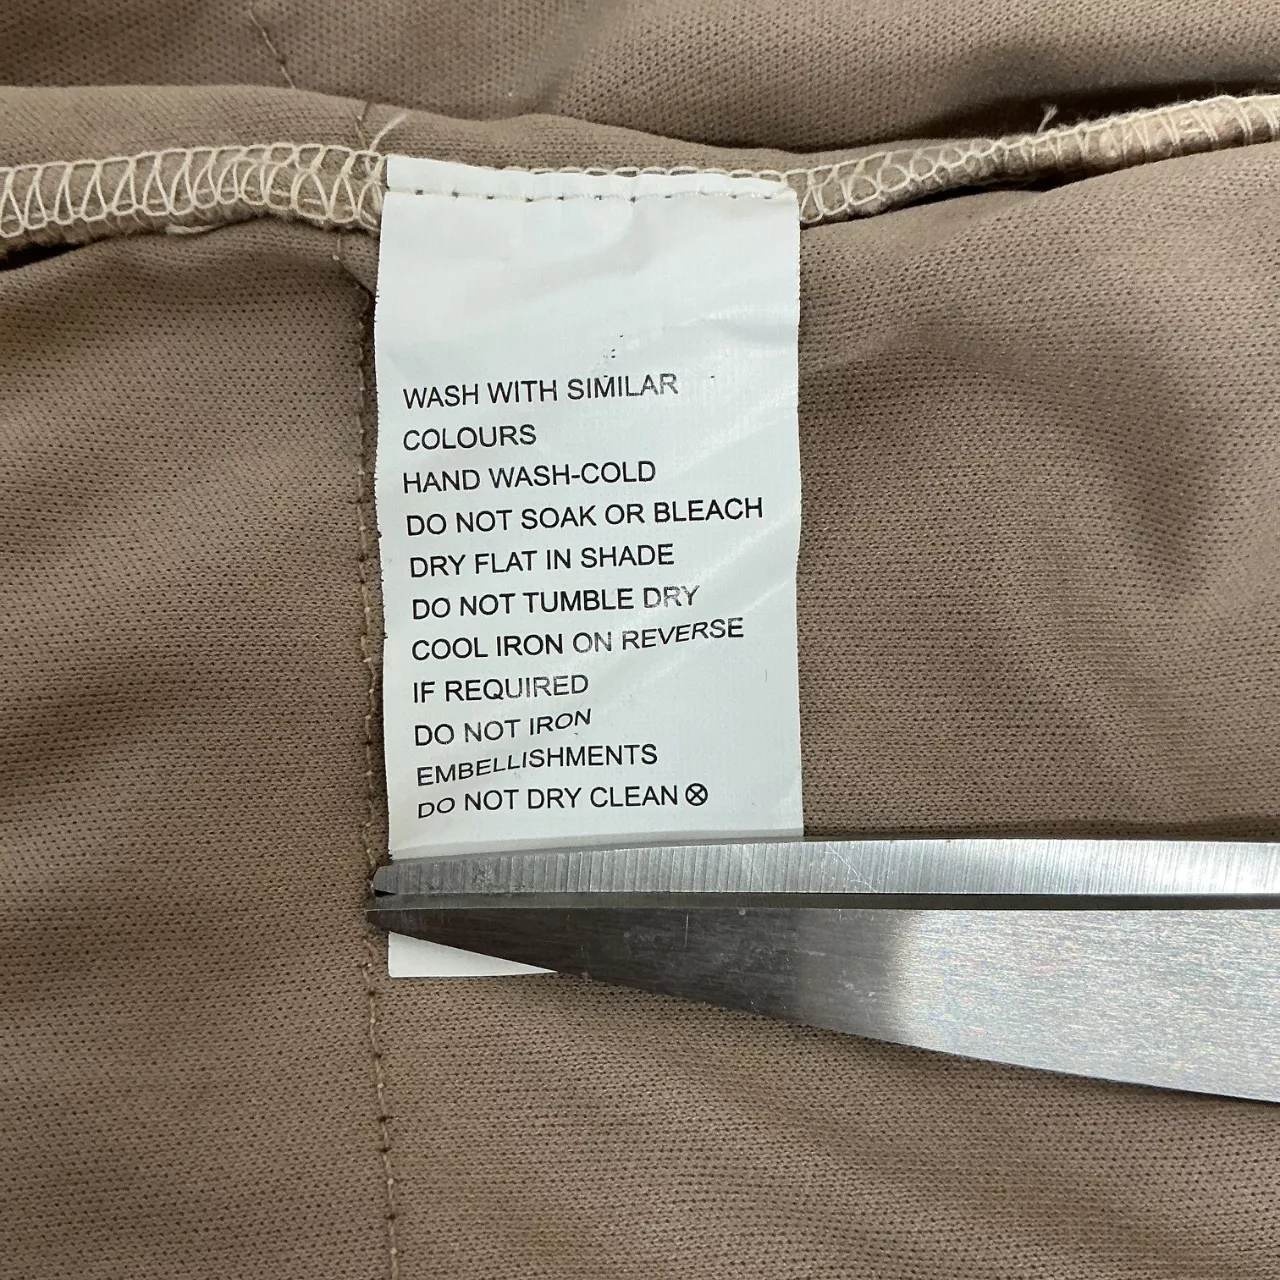 WASH WITH SIMILAR
COLOURS
HAND WASH-COLD
DO NOT SOAK OR BLEACH
DRY FLAT IN SHADE
DO NOT TUMBLE DRY
COOL IRON ON REVERSE
IF REQUIRED
DO NOT IRON
EMBELLISHMENTS
DO NOT DRY CLEAN ⊗